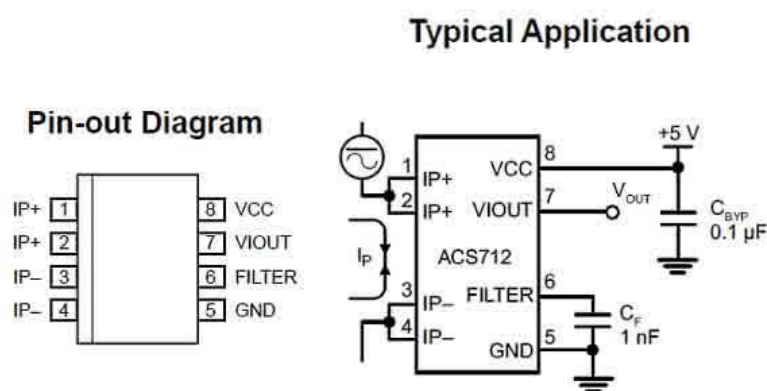 Typical Application
Pin-out Diagram
IP+ 1
IP+ 2
IP– 3
IP– 4
8 VCC
7 VIOUT
6 FILTER
5 GND
+5 V
1 IP+
2 IP+
IP
3 IP–
4 IP–
ACS712
VCC 8
VIOUT 7
VOUT
FILTER 6
GND 5
CBYP
0.1 µF
CF
1 nF